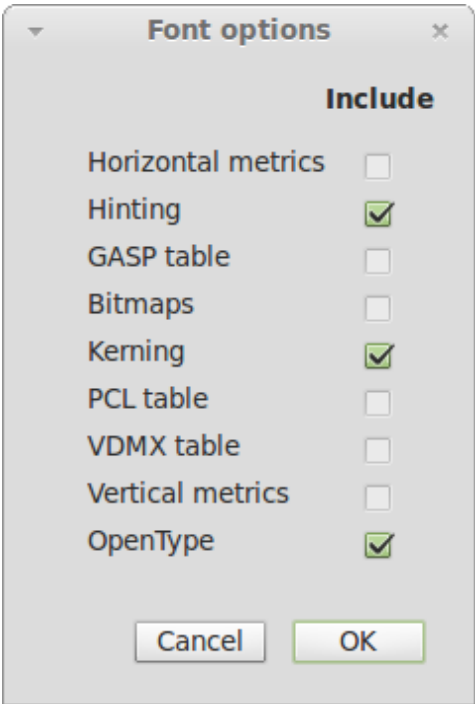 Font options
Include
Horizontal metrics
Hinting
GASP table
Bitmaps
Kerning
PCL table
VDMX table
Vertical metrics
OpenType
Cancel OK